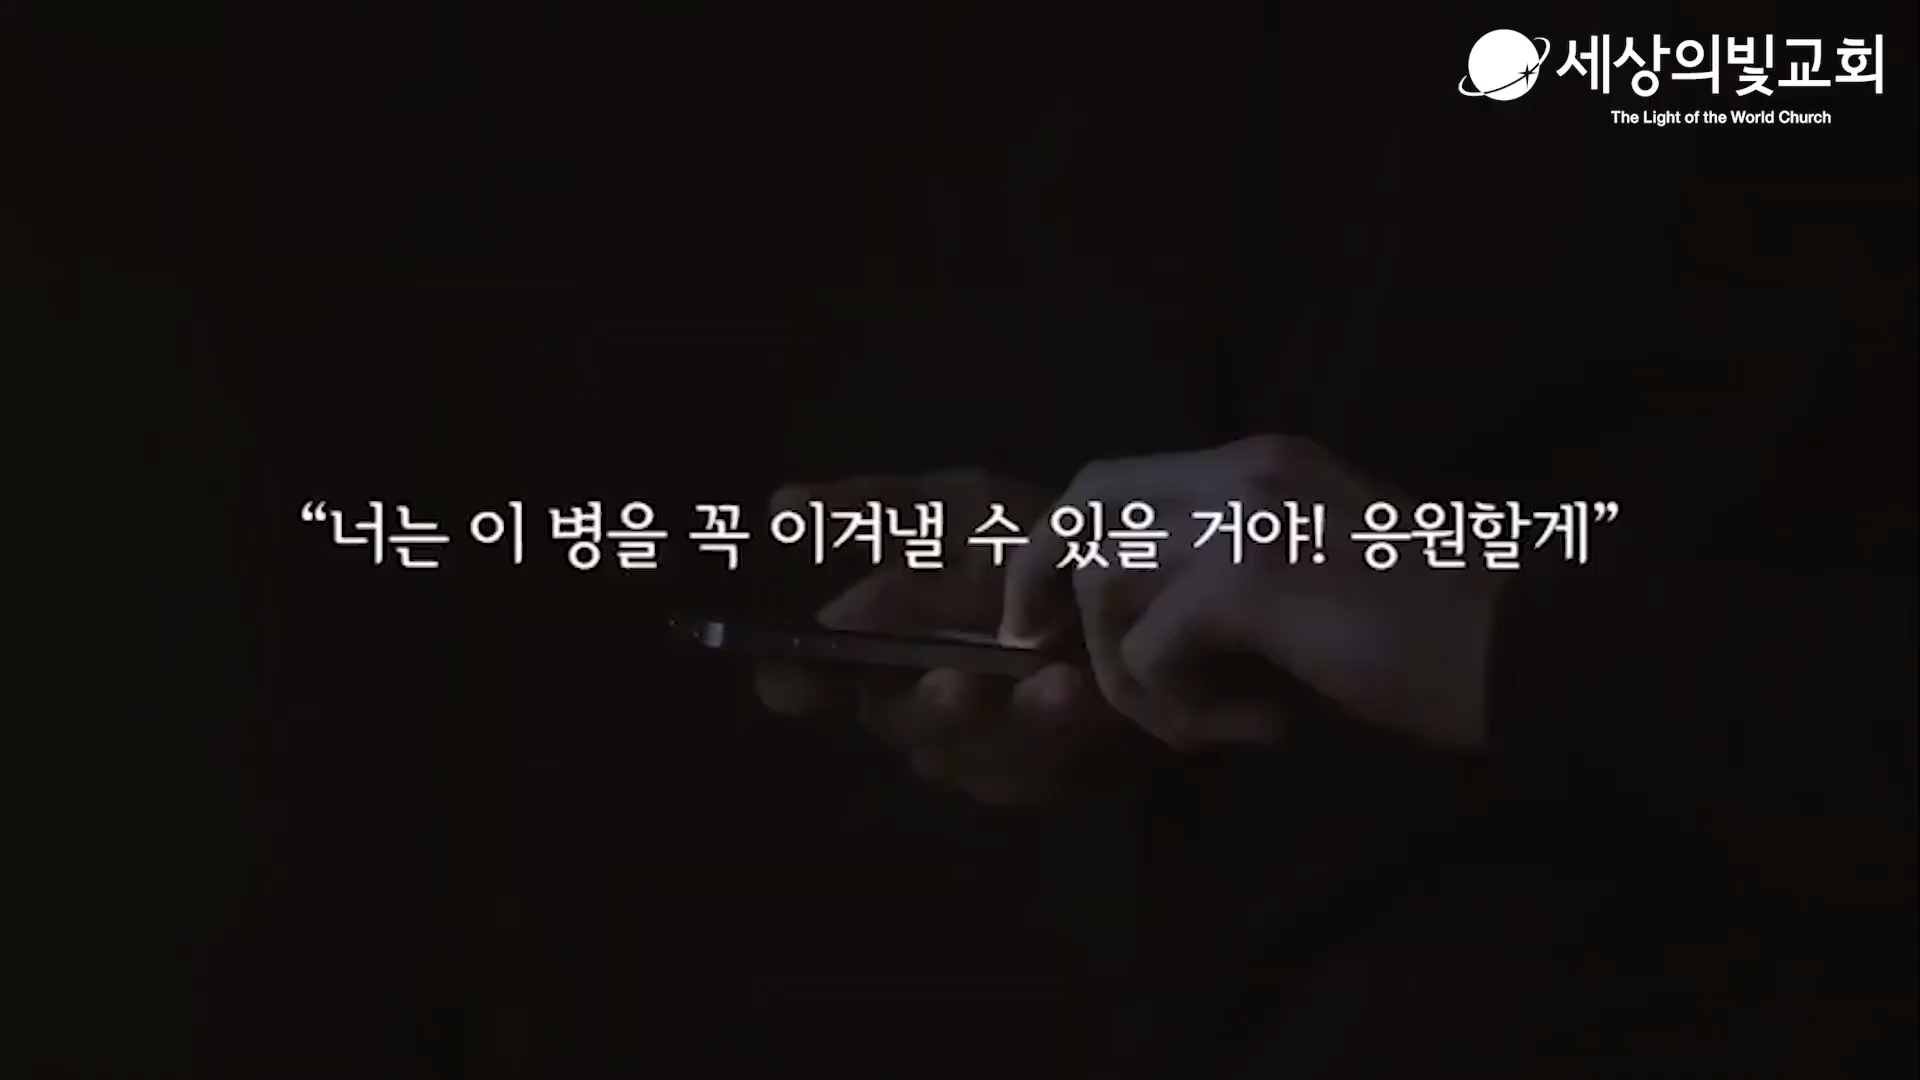 세상의빛교회
The Light of the World Church
“너는 이 병을 꼭 이겨낼 수 있을 거야! 응원할게”